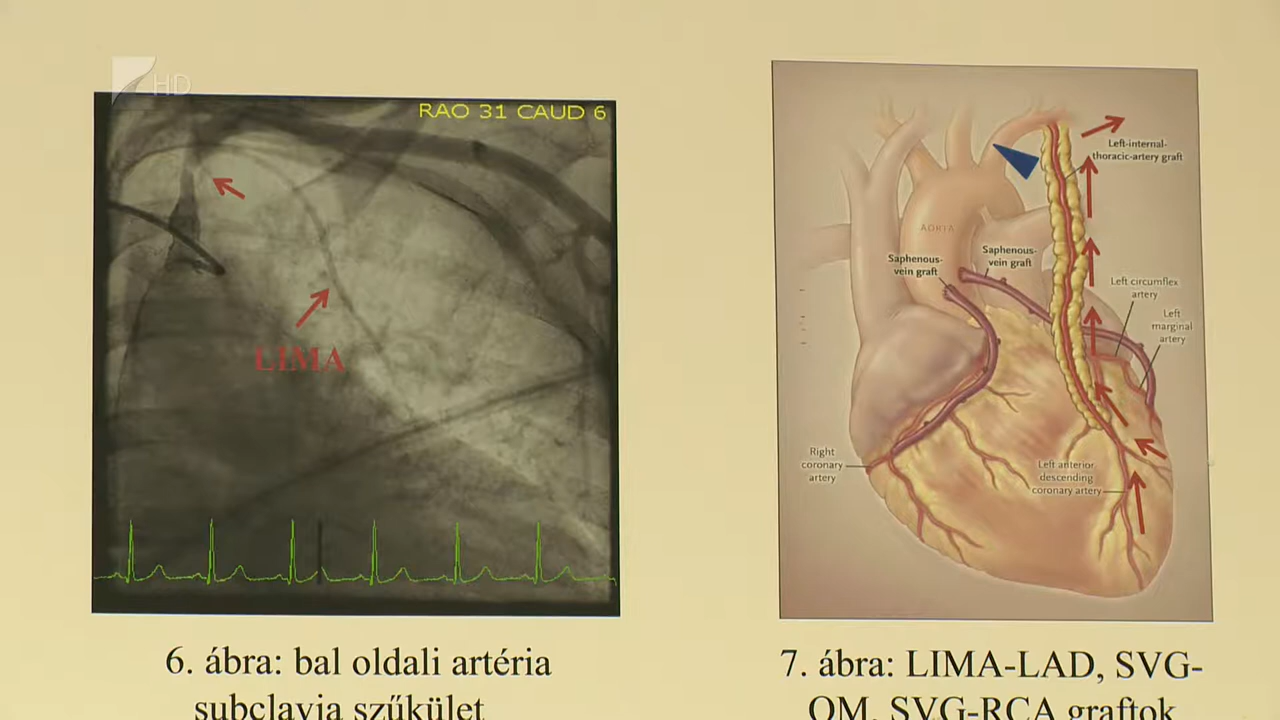 HD
RAO 31 CAUD 6
LIMA
6. ábra: bal oldali artéria
subclavia szűkület
Left-internal-
thoracic-artery graft
AORTA
Saphenous-
vein graft
Saphenous-
vein graft
Left circumflex
artery
Left
marginal
artery
Right
coronary
artery
Left anterior
descending
coronary artery
7. ábra: LIMA-LAD, SVG-
OM, SVG-RCA graftok